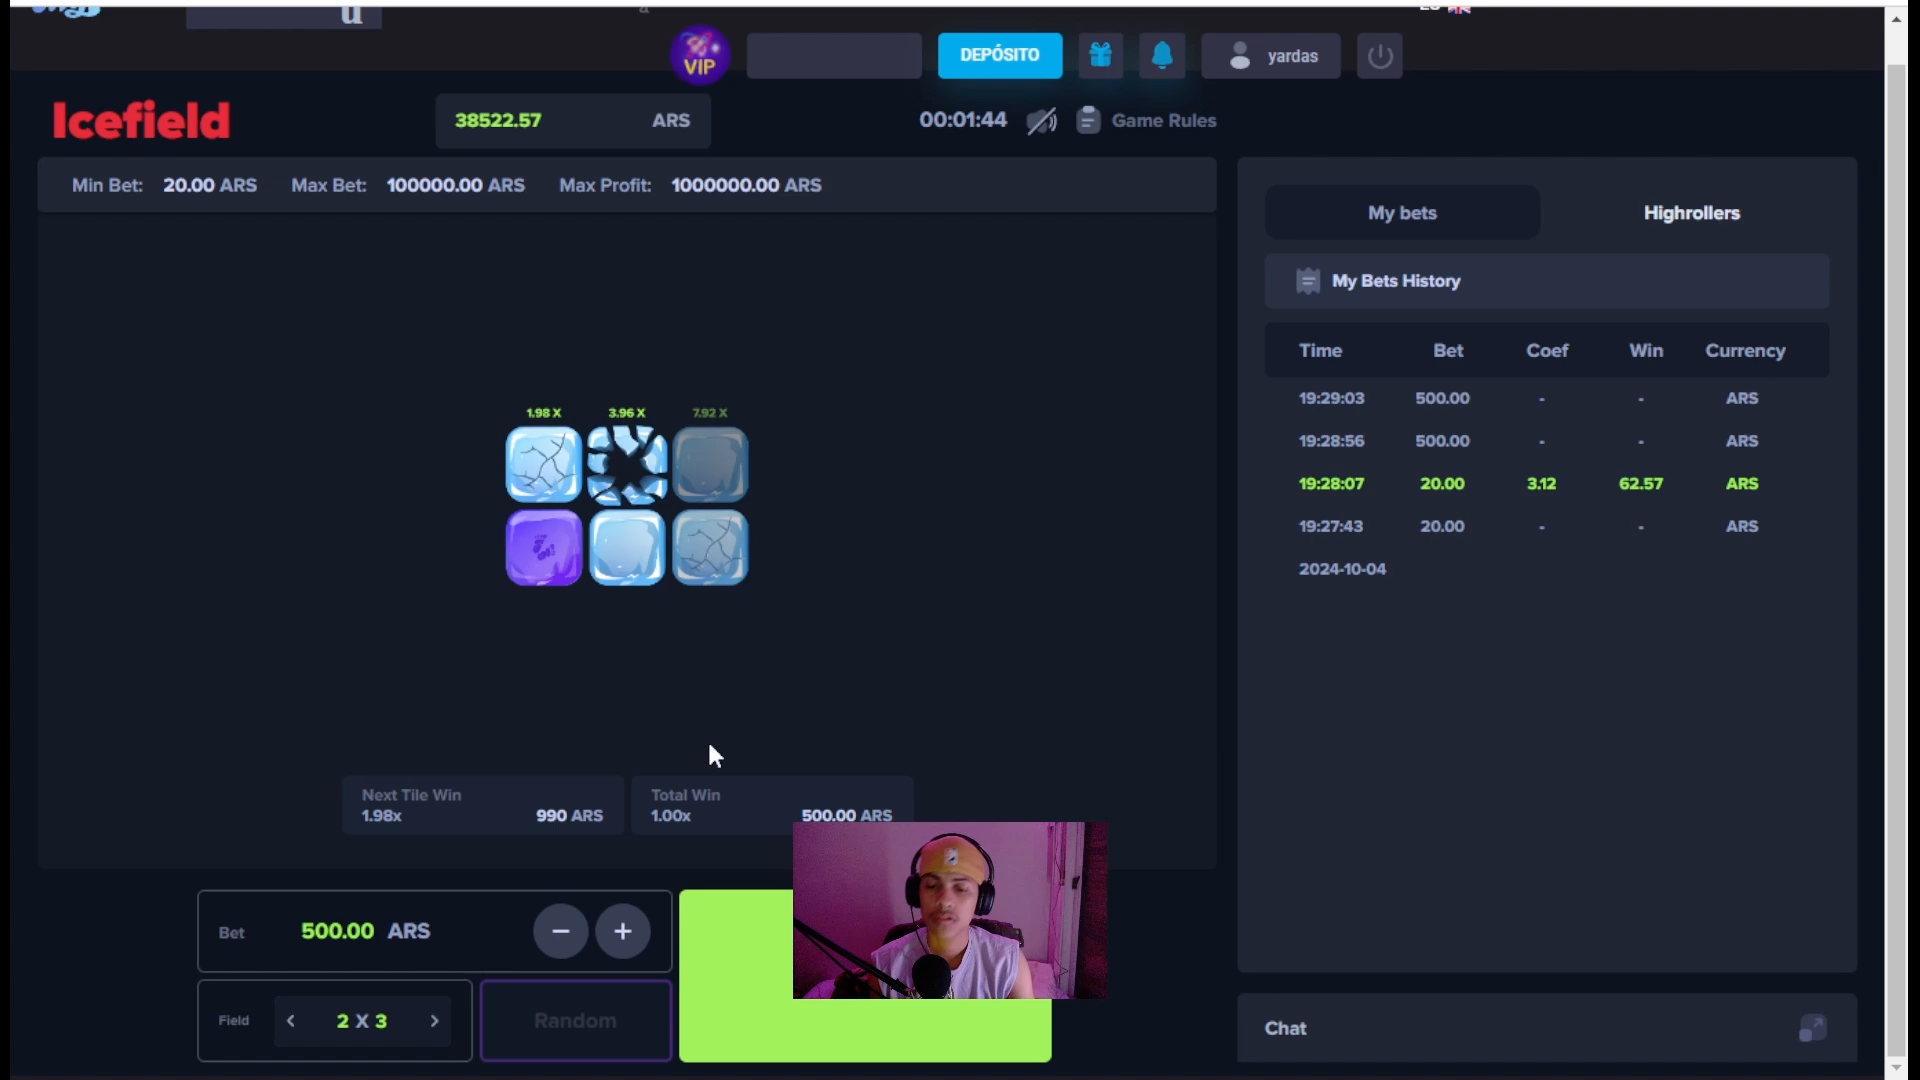 VIP
DEPÓSITO
yardas
Icefield
38522.57 ARS
00:01:44
Game Rules
Min Bet: 20.00 ARS Max Bet: 100000.00 ARS Max Profit: 1000000.00 ARS
My bets
Highrollers
My Bets History
Time Bet Coef Win Currency
19:29:03 500.00 - - ARS
19:28:56 500.00 - - ARS
19:28:07 20.00 3.12 62.57 ARS
19:27:43 20.00 - - ARS
2024-10-04
1.98 X 3.96 X 7.92 X
Next Tile Win
1.98x 990 ARS
Total Win
1.00x 500.00 ARS
Bet 500.00 ARS − +
Field < 2 X 3 >
Random
Chat